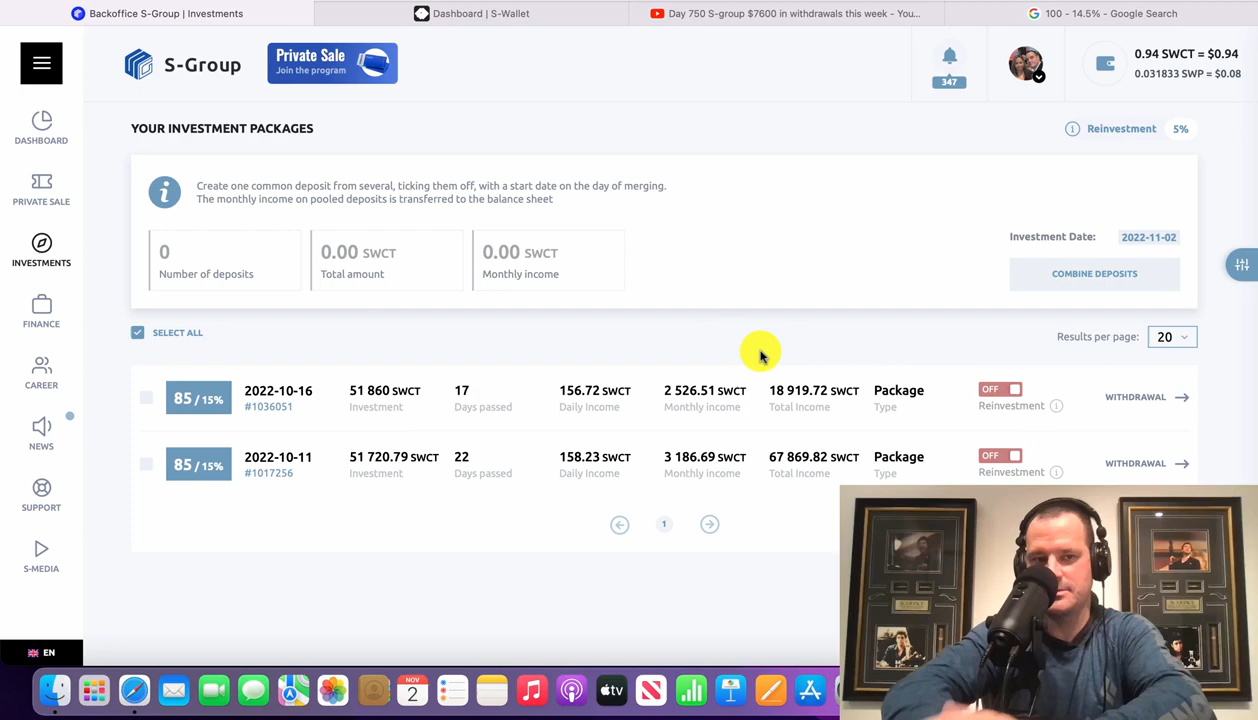 Backoffice S-Group | Investments
Dashboard | S-Wallet
Day 750 S-group $7600 in withdrawals this week - You...
100 - 14.5% - Google Search
S-Group
Private Sale
Join the program
347
0.94 SWCT = $0.94
0.031833 SWP = $0.08
DASHBOARD
PRIVATE SALE
INVESTMENTS
FINANCE
CAREER
NEWS
SUPPORT
S-MEDIA
EN
YOUR INVESTMENT PACKAGES
Reinvestment 5%
Create one common deposit from several, ticking them off, with a start date on the day of merging.
The monthly income on pooled deposits is transferred to the balance sheet
0
Number of deposits
0.00 SWCT
Total amount
0.00 SWCT
Monthly income
Investment Date: 2022-11-02
COMBINE DEPOSITS
SELECT ALL
Results per page: 20
85 / 15%
2022-10-16
#1036051
51 860 SWCT
Investment
17
Days passed
156.72 SWCT
Daily Income
2 526.51 SWCT
Monthly income
18 919.72 SWCT
Total Income
Package
Type
OFF
Reinvestment
WITHDRAWAL
85 / 15%
2022-10-11
#1017256
51 720.79 SWCT
Investment
22
Days passed
158.23 SWCT
Daily Income
3 186.69 SWCT
Monthly income
67 869.82 SWCT
Total Income
Package
Type
OFF
Reinvestment
WITHDRAWAL
1
NOV
2
tv